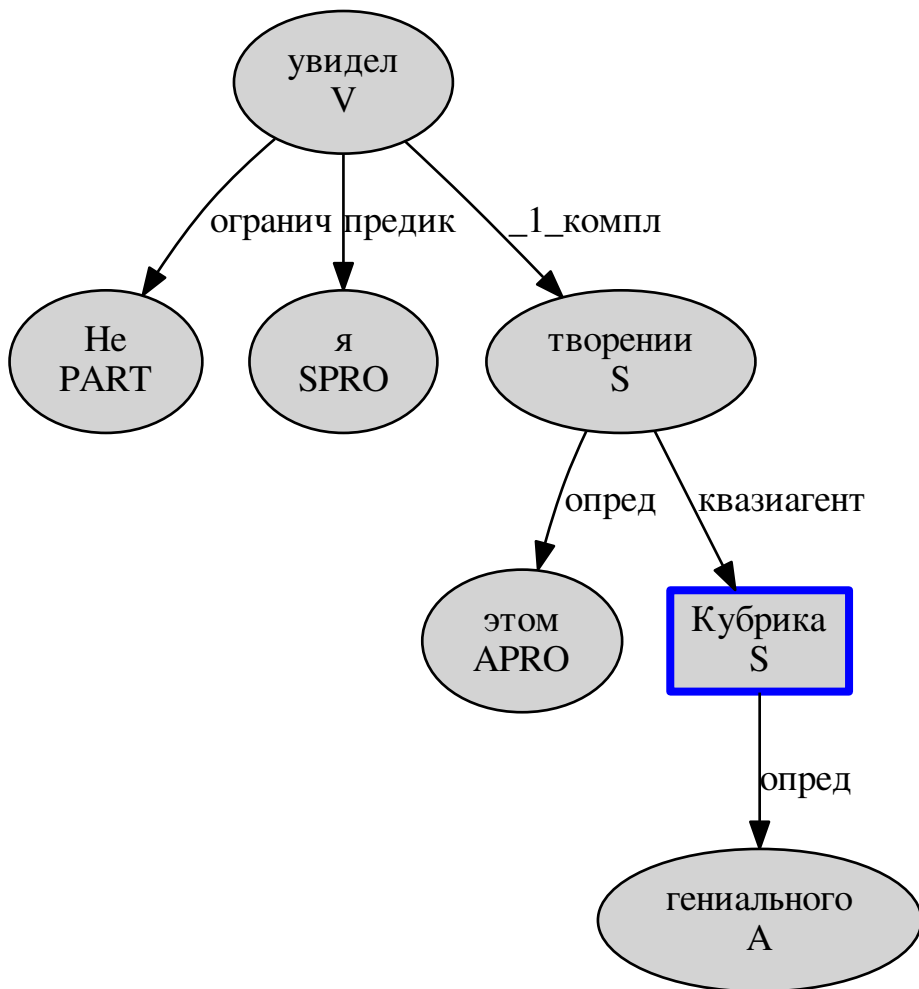 увидел
V
огранич
предик
_1_компл
Не
PART
я
SPRO
творении
S
опред
квазиагент
этом
APRO
Кубрика
S
опред
гениального
A